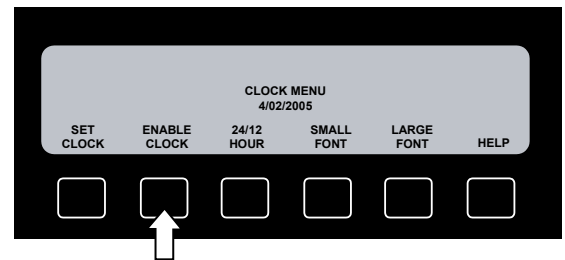 CLOCK MENU
4/02/2005
SET CLOCK
ENABLE CLOCK
24/12 HOUR
SMALL FONT
LARGE FONT
HELP